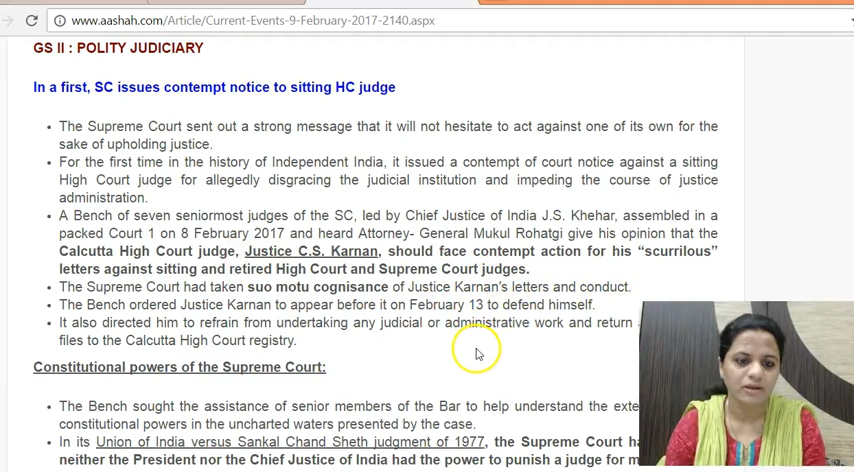 www.aashah.com/Article/Current-Events-9-February-2017-2140.aspx
GS II : POLITY JUDICIARY
In a first, SC issues contempt notice to sitting HC judge
• The Supreme Court sent out a strong message that it will not hesitate to act against one of its own for the
sake of upholding justice.
• For the first time in the history of Independent India, it issued a contempt of court notice against a sitting
High Court judge for allegedly disgracing the judicial institution and impeding the course of justice
administration.
• A Bench of seven seniormost judges of the SC, led by Chief Justice of India J.S. Khehar, assembled in a
packed Court 1 on 8 February 2017 and heard Attorney- General Mukul Rohatgi give his opinion that the
Calcutta High Court judge, Justice C.S. Karnan, should face contempt action for his “scurrilous”
letters against sitting and retired High Court and Supreme Court judges.
• The Supreme Court had taken suo motu cognisance of Justice Karnan's letters and conduct.
• The Bench ordered Justice Karnan to appear before it on February 13 to defend himself.
• It also directed him to refrain from undertaking any judicial or administrative work and return
files to the Calcutta High Court registry.
Constitutional powers of the Supreme Court:
• The Bench sought the assistance of senior members of the Bar to help understand the
constitutional powers in the uncharted waters presented by the case.
• In its Union of India versus Sankal Chand Sheth judgment of 1977, the Supreme Court
neither the President nor the Chief Justice of India had the power to punish a judge for